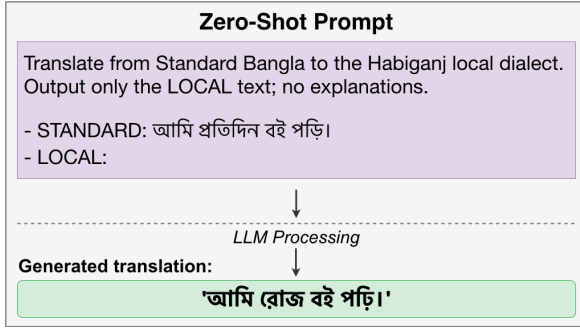 Zero-Shot Prompt
Translate from Standard Bangla to the Habiganj local dialect.
Output only the LOCAL text; no explanations.
- STANDARD: আমি প্রতিদিন বই পড়ি।
- LOCAL:
LLM Processing
Generated translation:
'আমি রোজ বই পঢ়ি।'